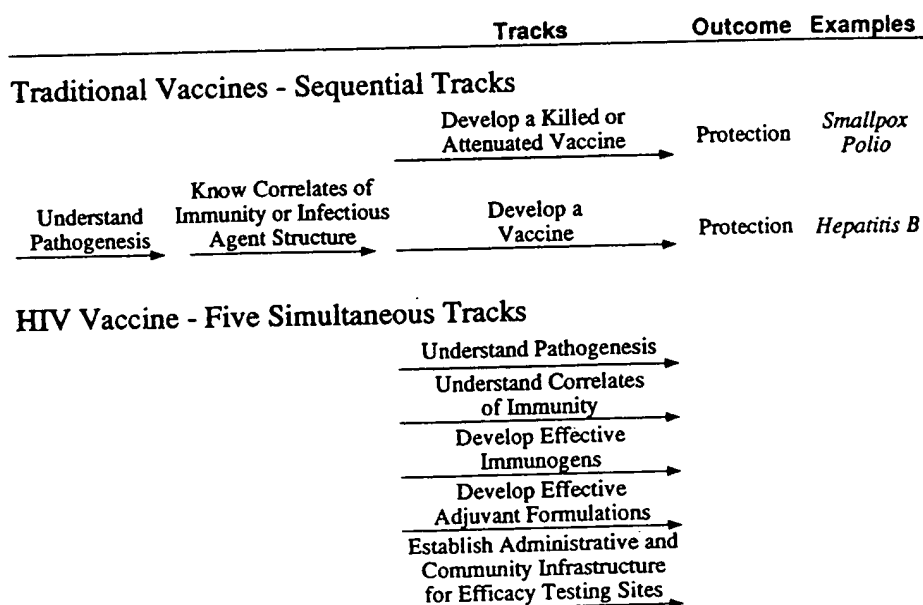 Tracks Outcome Examples
Traditional Vaccines - Sequential Tracks
Develop a Killed or
Attenuated Vaccine
Protection
Smallpox
Polio
Understand
Pathogenesis
Know Correlates of
Immunity or Infectious
Agent Structure
Develop a
Vaccine
Protection
Hepatitis B
HIV Vaccine - Five Simultaneous Tracks
Understand Pathogenesis
Understand Correlates
of Immunity
Develop Effective
Immunogens
Develop Effective
Adjuvant Formulations
Establish Administrative and
Community Infrastructure
for Efficacy Testing Sites